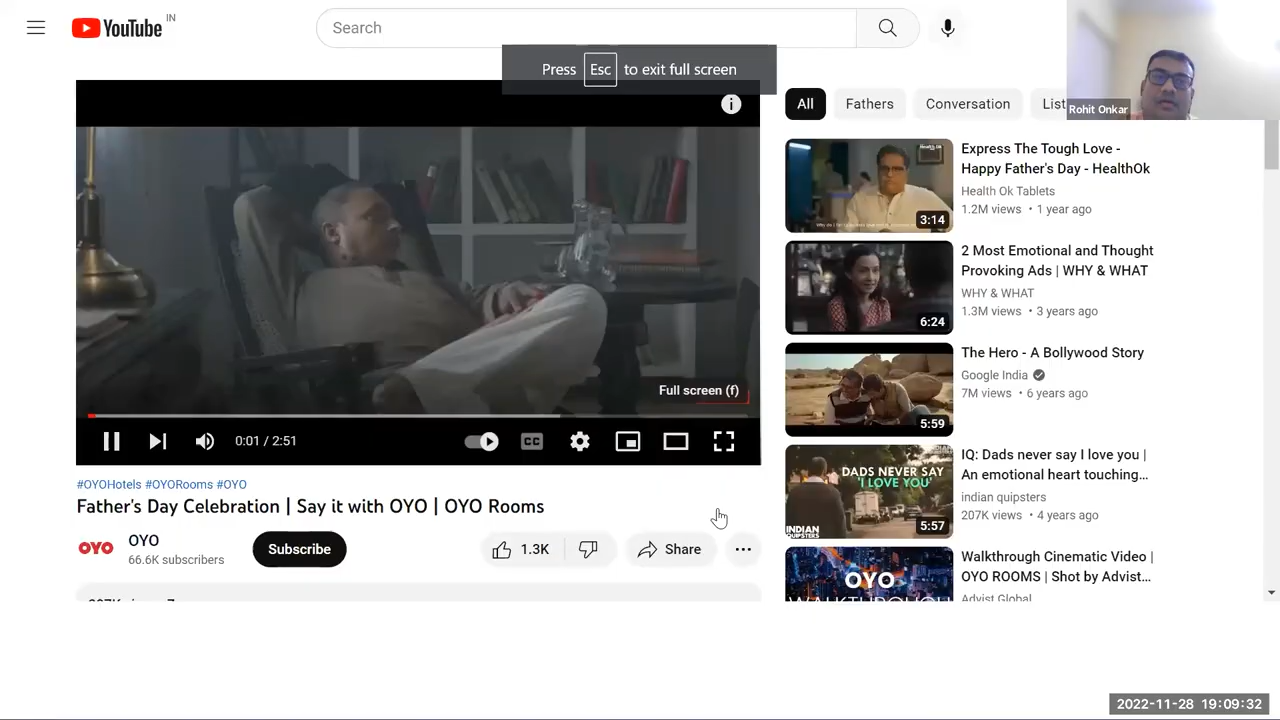 YouTube IN
Search
Press Esc to exit full screen
Rohit Onkar
All
Fathers
Conversation
Full screen (f)
0:01 / 2:51
CC
#OYOHotels #OYORooms #OYO
Father's Day Celebration | Say it with OYO | OYO Rooms
OYO
OYO
66.6K subscribers
Subscribe
1.3K
Share
3:14
Express The Tough Love -
Happy Father's Day - HealthOk
Health Ok Tablets
1.2M views • 1 year ago
6:24
2 Most Emotional and Thought
Provoking Ads | WHY & WHAT
WHY & WHAT
1.3M views • 3 years ago
5:59
The Hero - A Bollywood Story
Google India
7M views • 6 years ago
DADS NEVER SAY
'I LOVE YOU'
INDIAN
QUIPSTERS
5:57
IQ: Dads never say I love you |
An emotional heart touching...
indian quipsters
207K views • 4 years ago
OYO
WALKTHROUGH
Walkthrough Cinematic Video |
OYO ROOMS | Shot by Advist...
Advist Global
2022-11-28 19:09:32